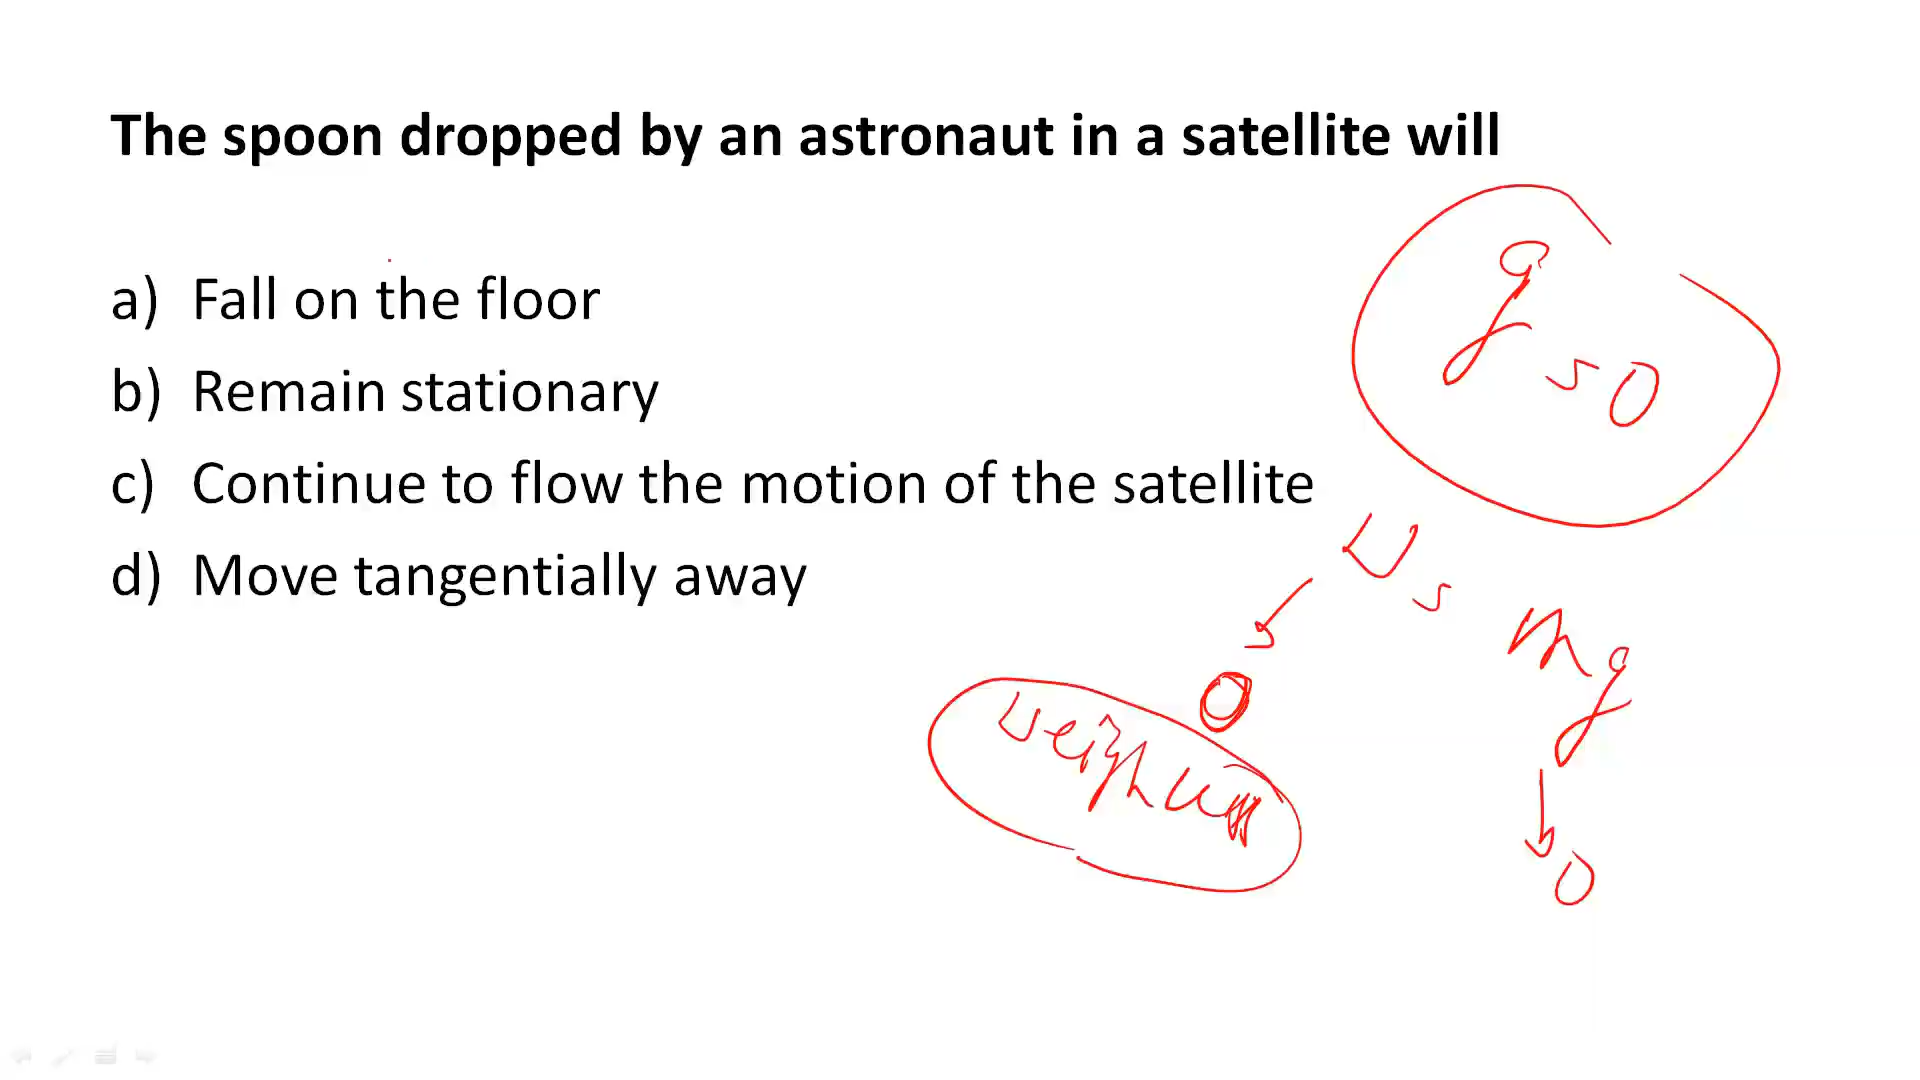 The spoon dropped by an astronaut in a satellite will
a) Fall on the floor
b) Remain stationary
c) Continue to flow the motion of the satellite
d) Move tangentially away
g = 0
W = mg
0
0